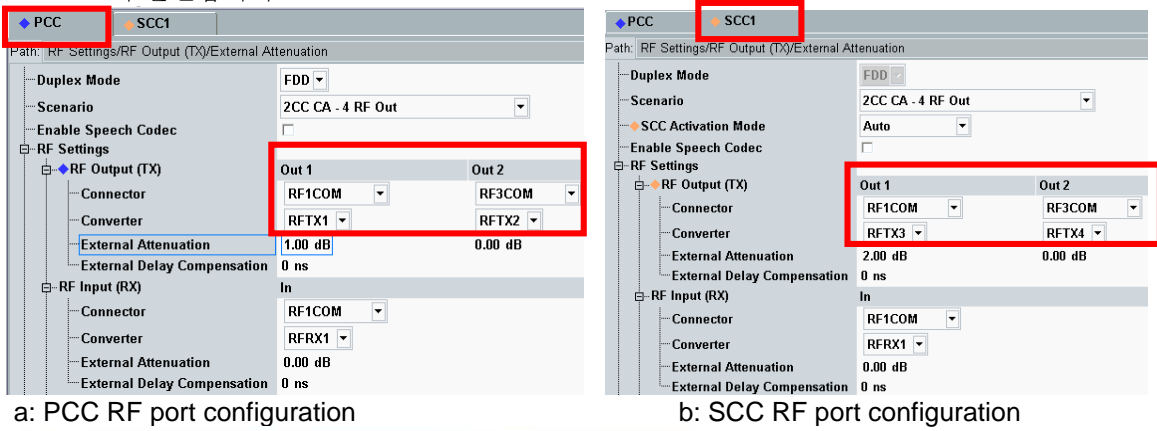 PCC SCC1
Path: RF Settings/RF Output (TX)/External Attenuation
Duplex Mode FDD
Scenario 2CC CA - 4 RF Out
Enable Speech Codec
RF Settings
RF Output (TX) Out 1 Out 2
Connector RF1COM RF3COM
Converter RFTX1 RFTX2
External Attenuation 1.00 dB 0.00 dB
External Delay Compensation 0 ns
RF Input (RX) In
Connector RF1COM
Converter RFRX1
External Attenuation 0.00 dB
External Delay Compensation 0 ns
a: PCC RF port configuration
PCC SCC1
Path: RF Settings/RF Output (TX)/External Attenuation
Duplex Mode FDD
Scenario 2CC CA - 4 RF Out
SCC Activation Mode Auto
Enable Speech Codec
RF Settings
RF Output (TX) Out 1 Out 2
Connector RF1COM RF3COM
Converter RFTX3 RFTX4
External Attenuation 2.00 dB 0.00 dB
External Delay Compensation 0 ns
RF Input (RX) In
Connector RF1COM
Converter RFRX1
External Attenuation 0.00 dB
External Delay Compensation 0 ns
b: SCC RF port configuration